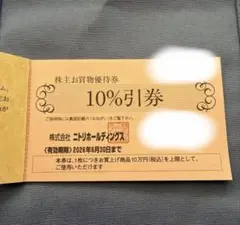 株主お買物優待券
10%引券
株式会社 ニトリホールディングス
〈有効期限〉2026年6月30日まで
本券は、1枚につきお買上げ商品10万円(税込)を上限として、
ご使用いただけます